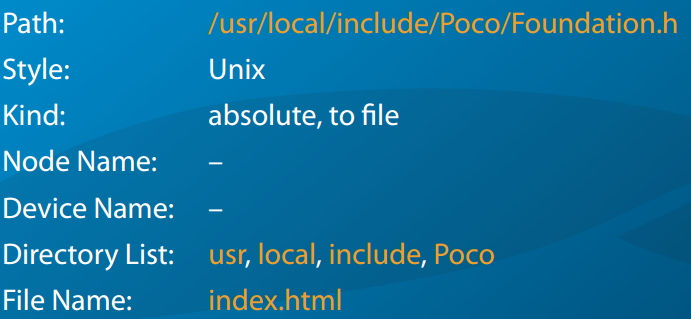 Path: /usr/local/include/Poco/Foundation.h
Style: Unix
Kind: absolute, to file
Node Name: –
Device Name: –
Directory List: usr, local, include, Poco
File Name: index.html